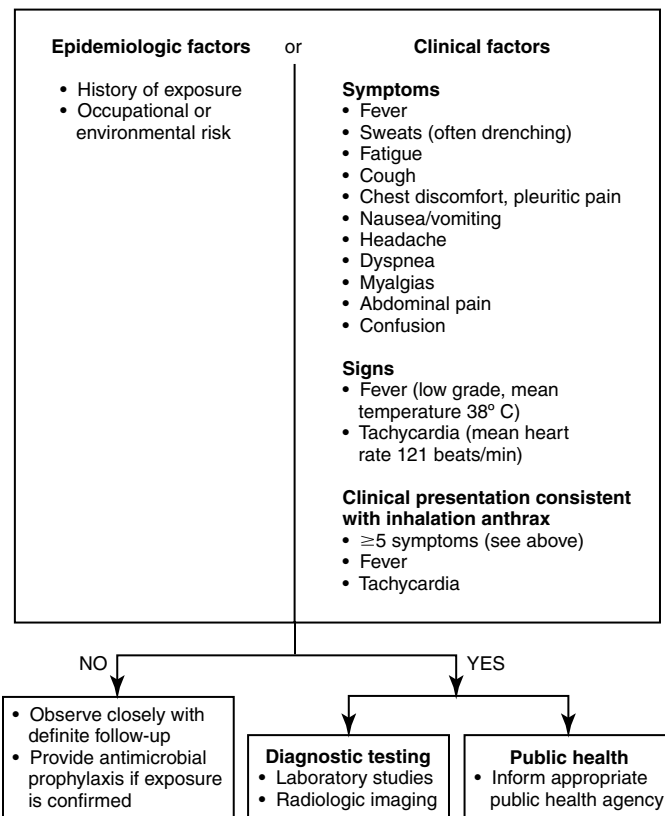 Epidemiologic factors or Clinical factors
• History of exposure
• Occupational or
environmental risk
Symptoms
• Fever
• Sweats (often drenching)
• Fatigue
• Cough
• Chest discomfort, pleuritic pain
• Nausea/vomiting
• Headache
• Dyspnea
• Myalgias
• Abdominal pain
• Confusion
Signs
• Fever (low grade, mean
temperature 38º C)
• Tachycardia (mean heart
rate 121 beats/min)
Clinical presentation consistent
with inhalation anthrax
• ≥5 symptoms (see above)
• Fever
• Tachycardia
NO
YES
• Observe closely with
definite follow-up
• Provide antimicrobial
prophylaxis if exposure
is confirmed
Diagnostic testing
• Laboratory studies
• Radiologic imaging
Public health
• Inform appropriate
public health agency